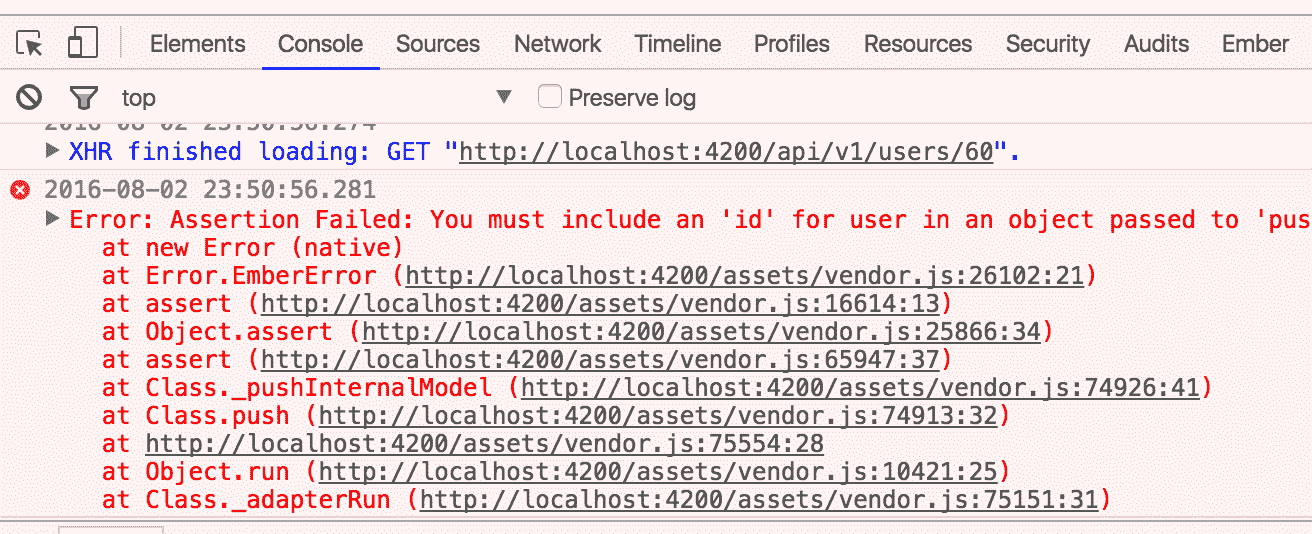 Elements Console Sources Network Timeline Profiles Resources Security Audits Ember
top ▼ Preserve log
2016-08-02 23:50:56.274
XHR finished loading: GET "http://localhost:4200/api/v1/users/60".
2016-08-02 23:50:56.281
Error: Assertion Failed: You must include an 'id' for user in an object passed to 'pus
at new Error (native)
at Error.EmberError (http://localhost:4200/assets/vendor.js:26102:21)
at assert (http://localhost:4200/assets/vendor.js:16614:13)
at Object.assert (http://localhost:4200/assets/vendor.js:25866:34)
at assert (http://localhost:4200/assets/vendor.js:65947:37)
at Class._pushInternalModel (http://localhost:4200/assets/vendor.js:74926:41)
at Class.push (http://localhost:4200/assets/vendor.js:74913:32)
at http://localhost:4200/assets/vendor.js:75554:28
at Object.run (http://localhost:4200/assets/vendor.js:10421:25)
at Class._adapterRun (http://localhost:4200/assets/vendor.js:75151:31)